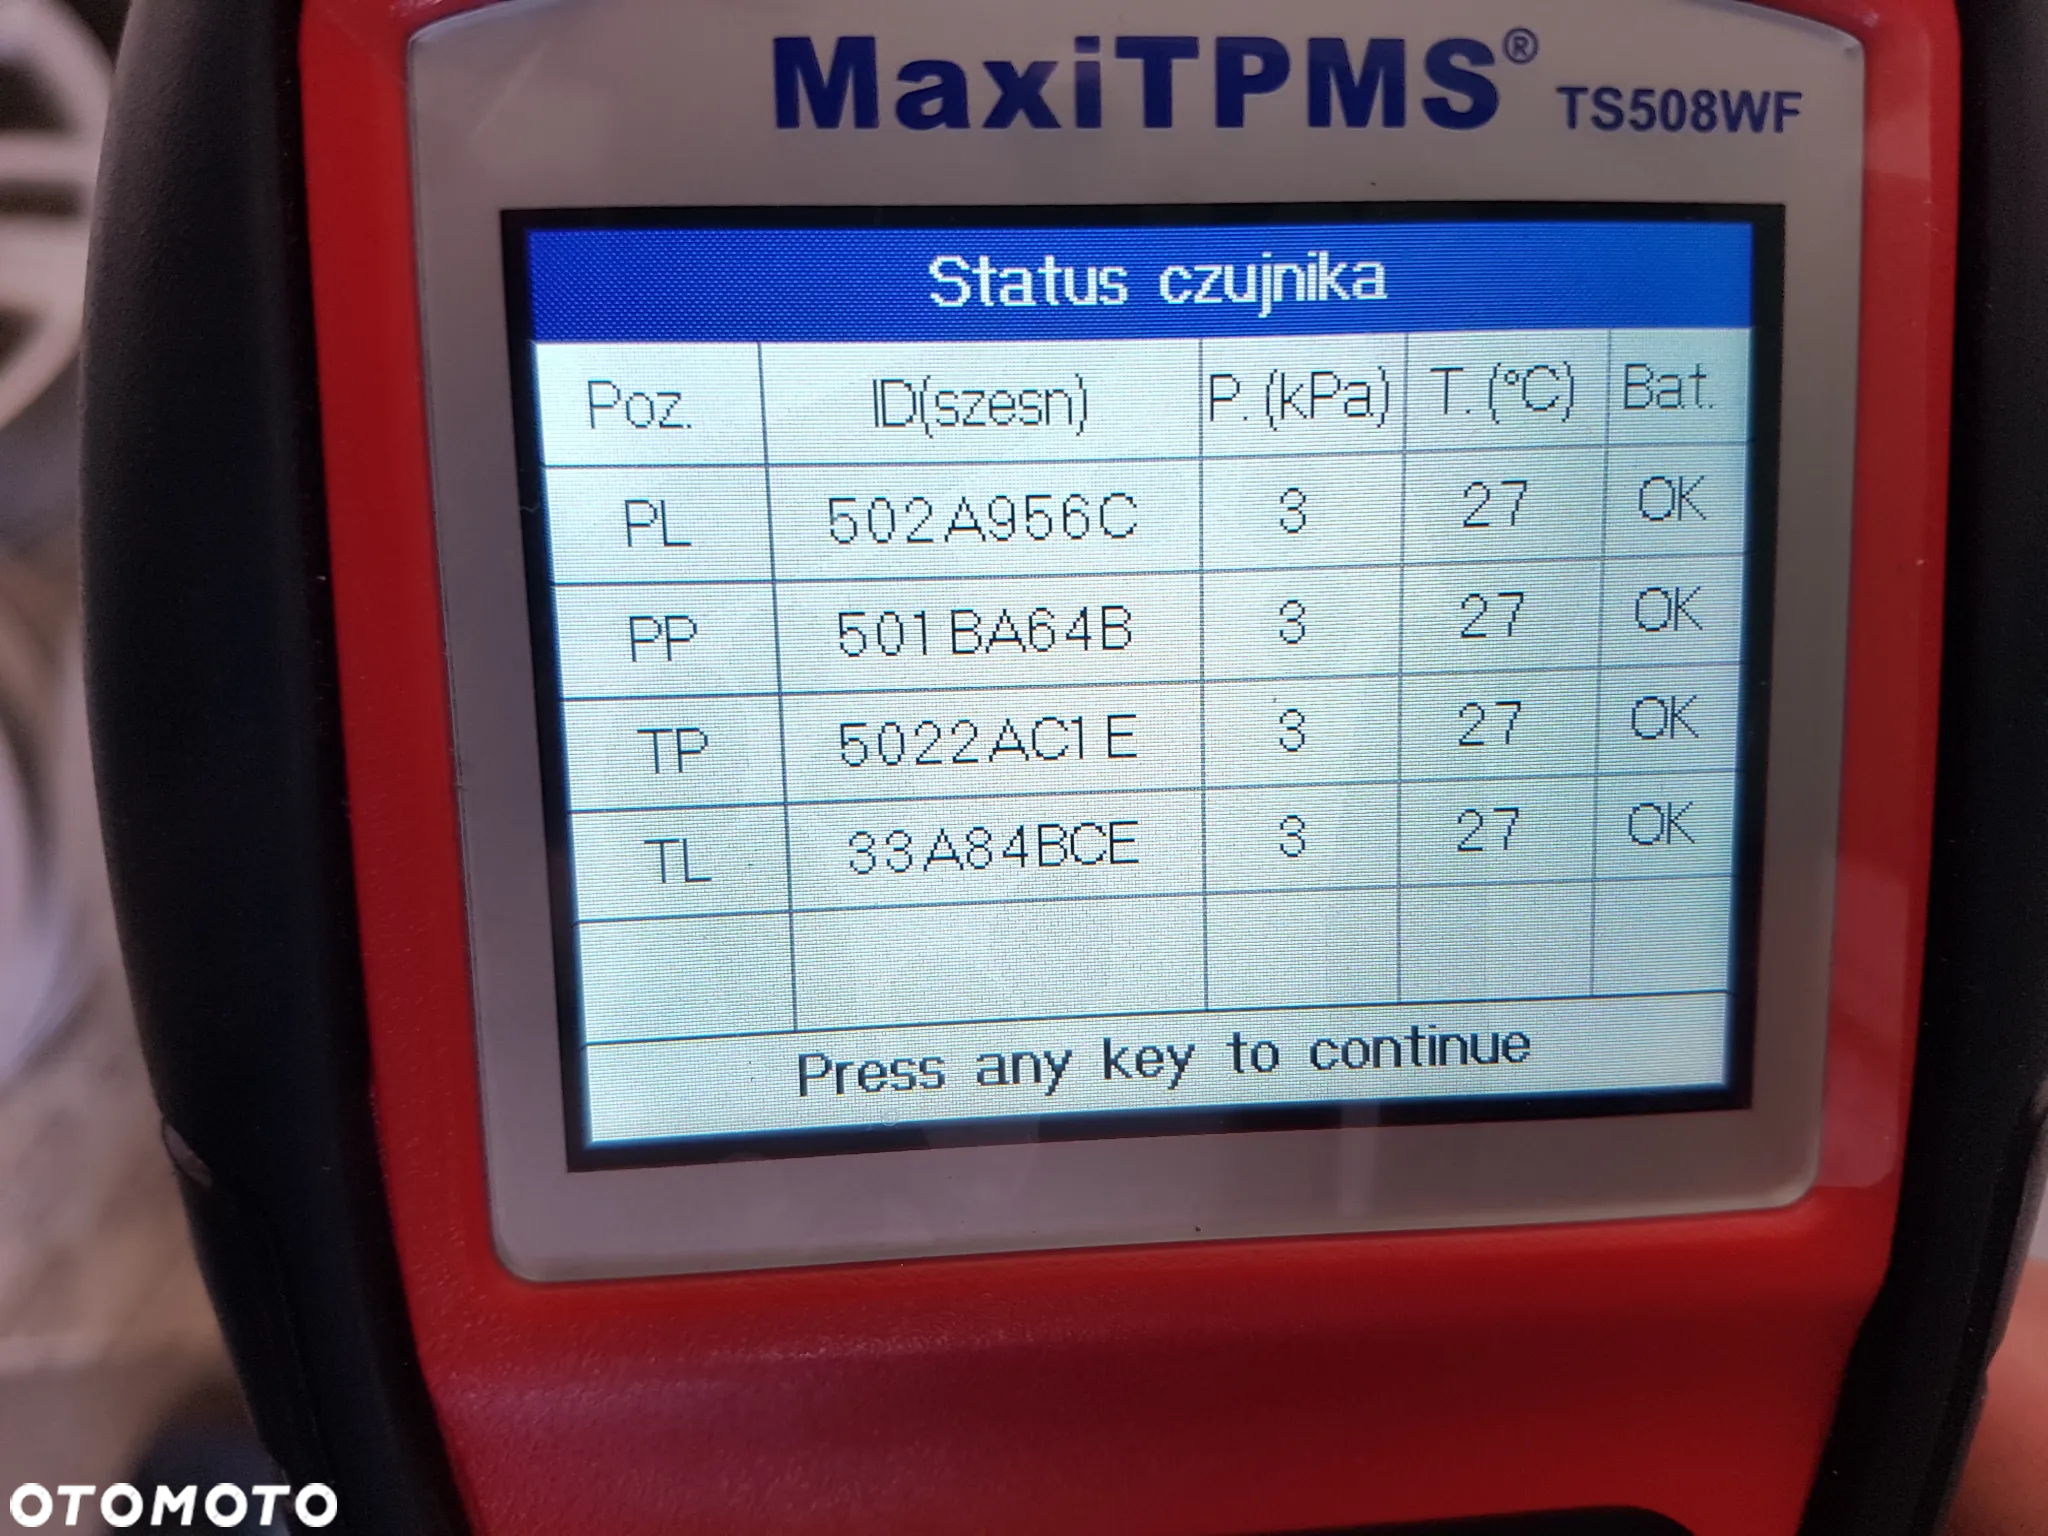 MaxiTPMS® TS508WF
Status czujnika
Poz. ID(szesn) P. (kPa) T. (°C) Bat.
PL 502A956C 3 27 OK
PP 501BA64B 3 27 OK
TP 5022AC1E 3 27 OK
TL 33A84BCE 3 27 OK
Press any key to continue
OTOMOTO